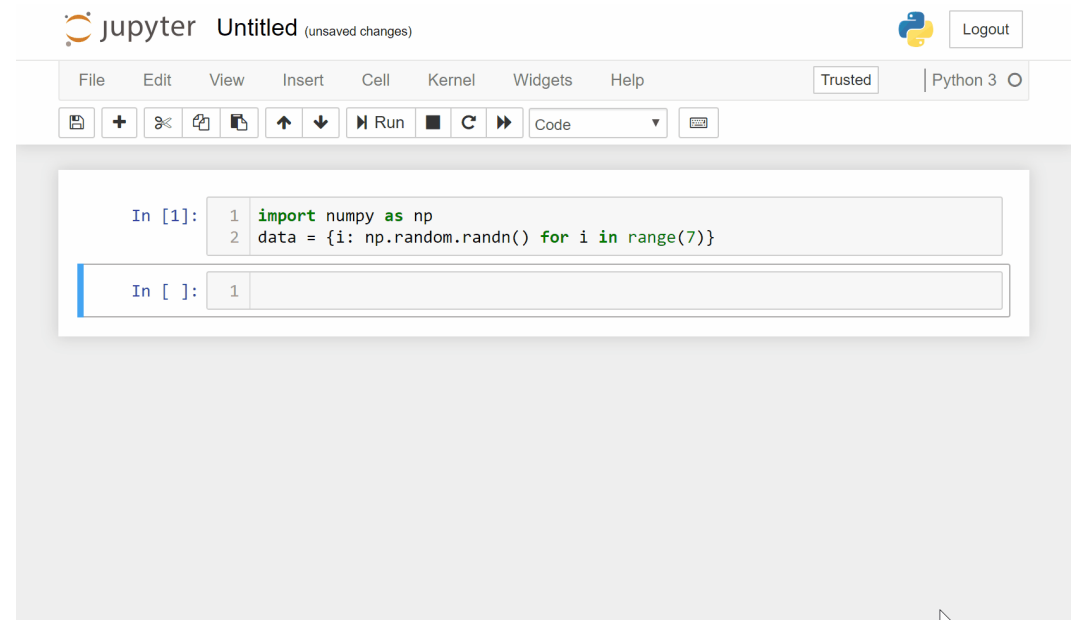 jupyter Untitled (unsaved changes)
Logout
File Edit View Insert Cell Kernel Widgets Help
Trusted
Python 3
Run
Code
In [1]:
1 import numpy as np
2 data = {i: np.random.randn() for i in range(7)}
In [ ]:
1